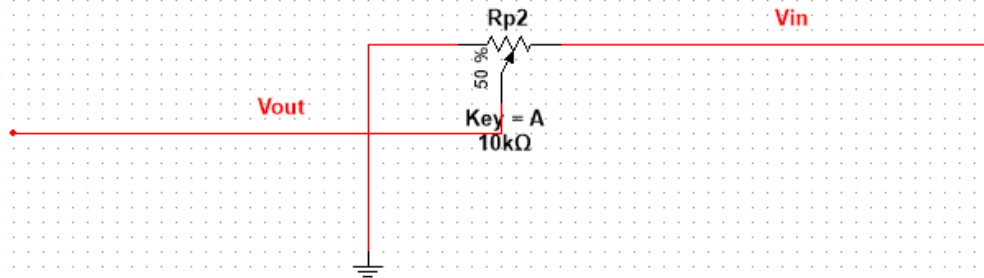 Rp2
Vin
50 %
Vout
Key = A
10kΩ